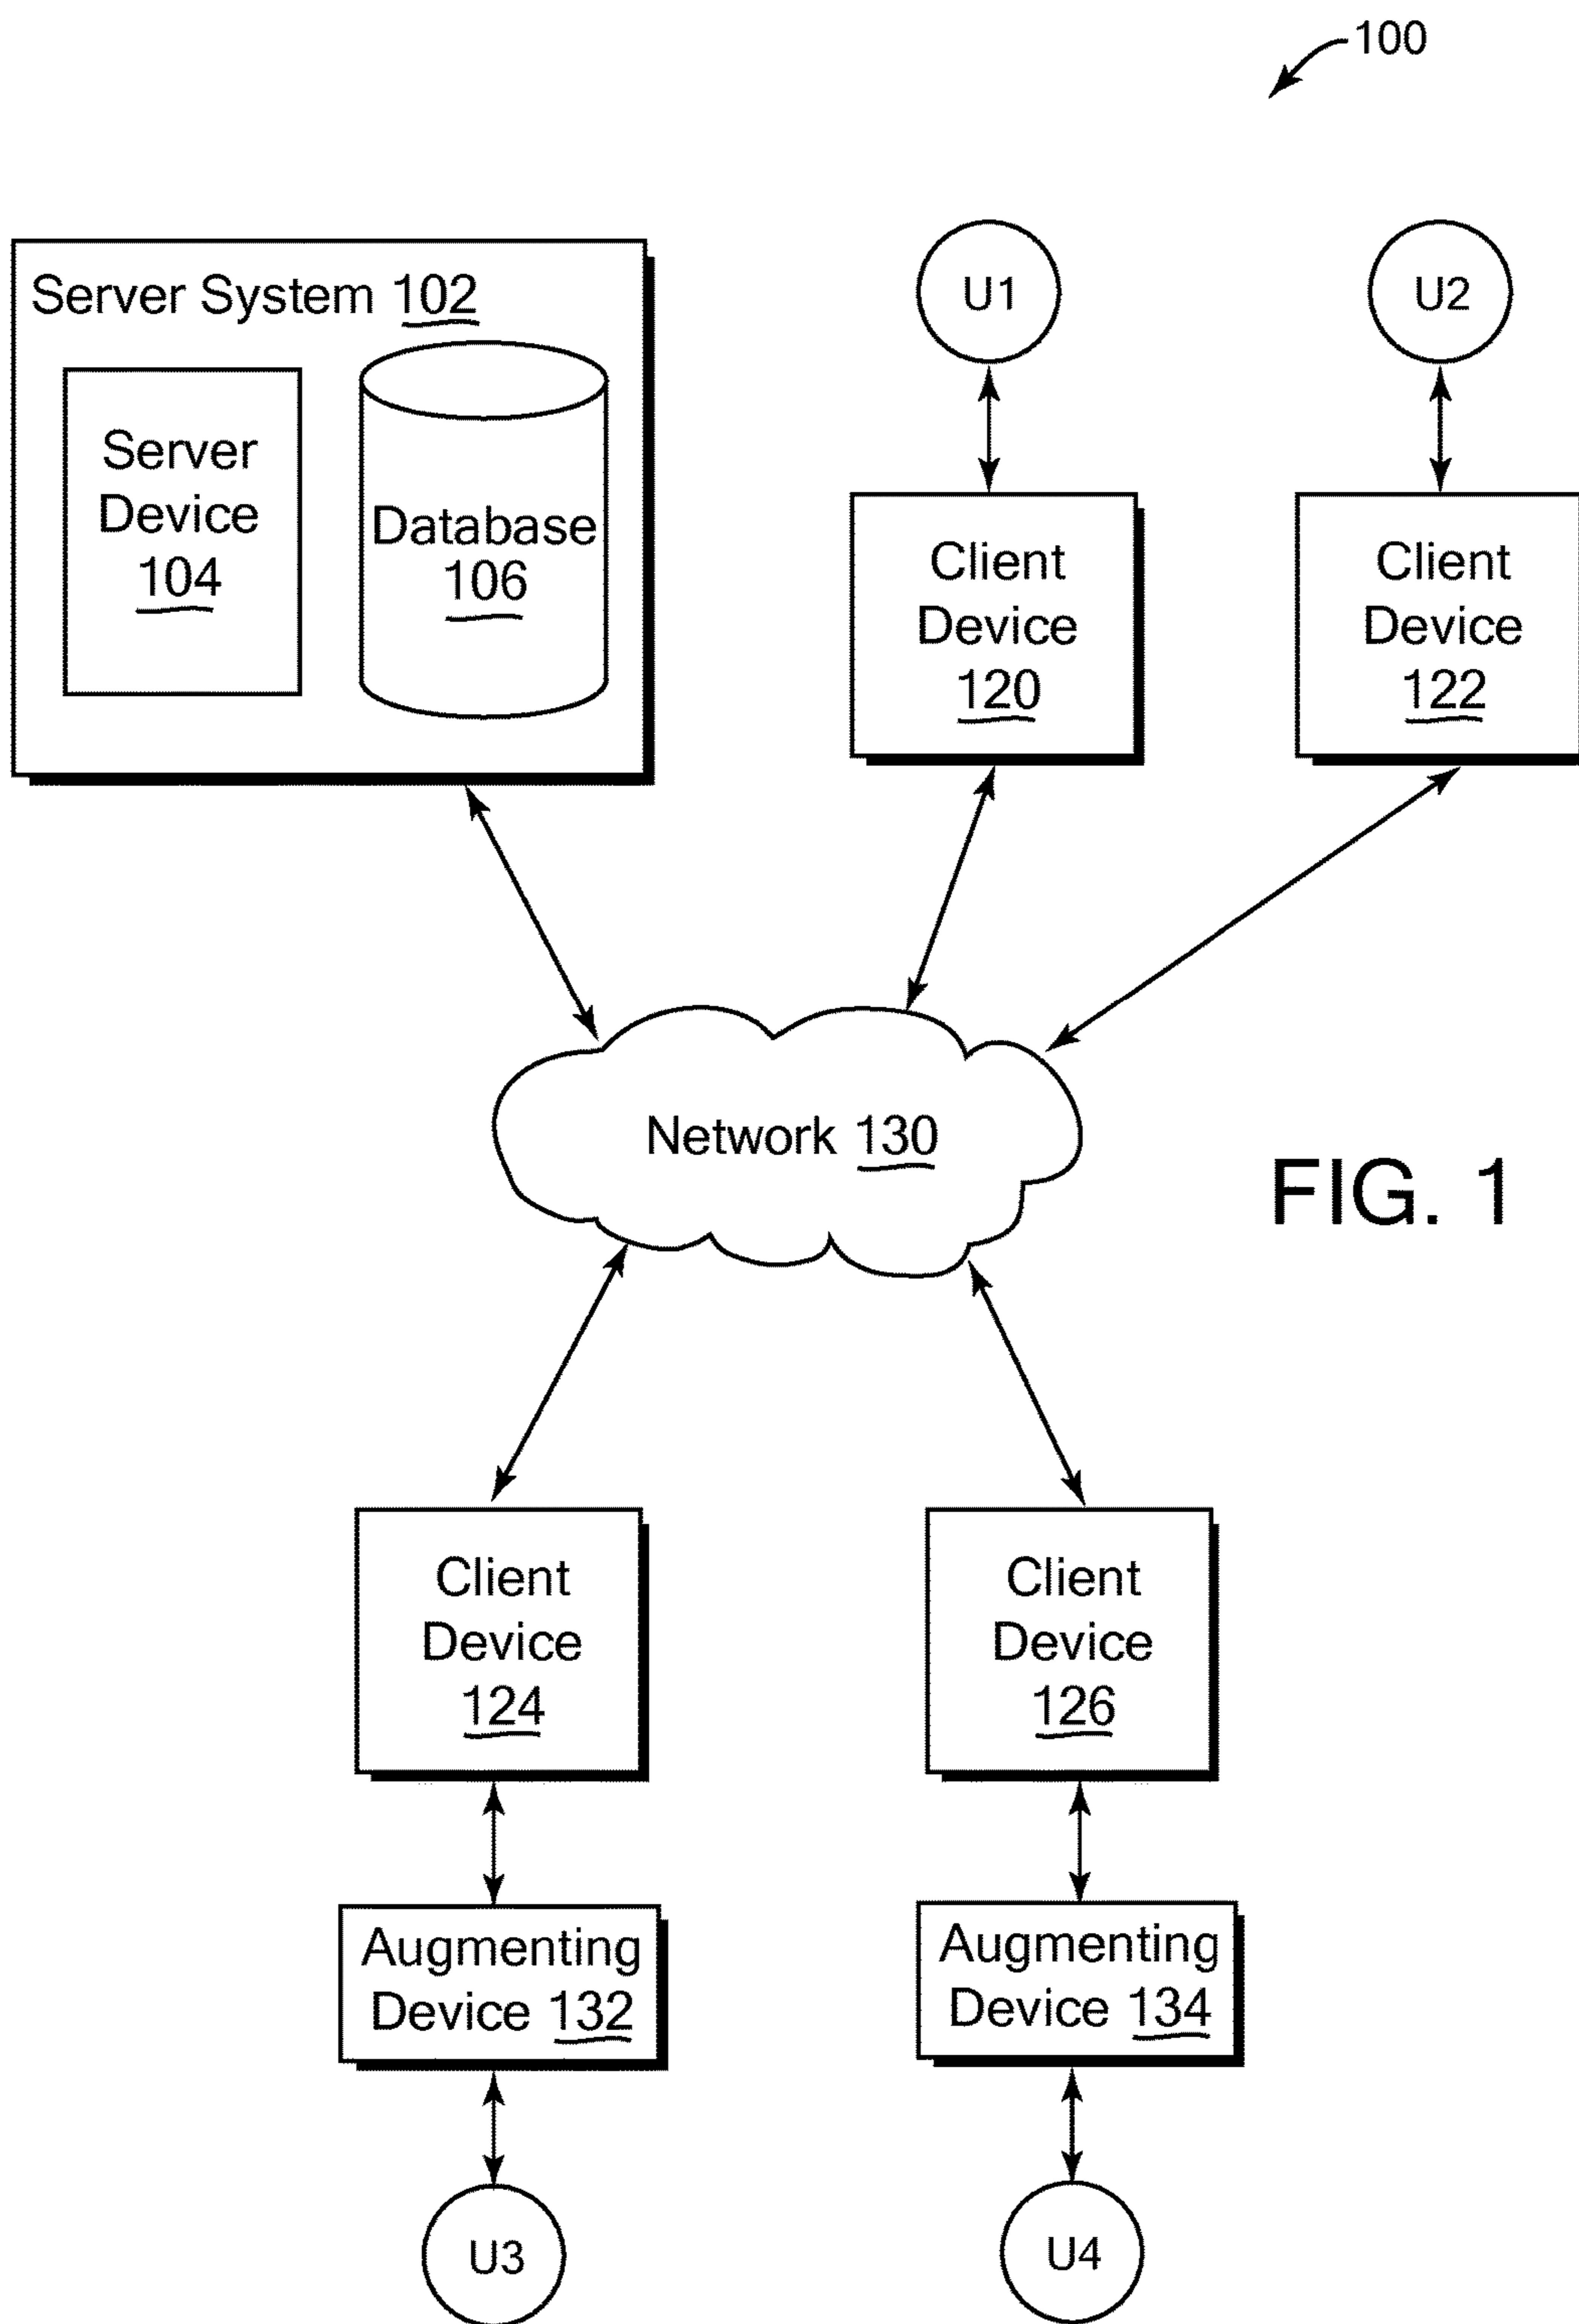 100
Server System 102
Server
Device
104
Database
106
U1
U2
Client
Device
120
Client
Device
122
Network 130
FIG. 1
Client
Device
124
Client
Device
126
Augmenting
Device 132
Augmenting
Device 134
U3
U4